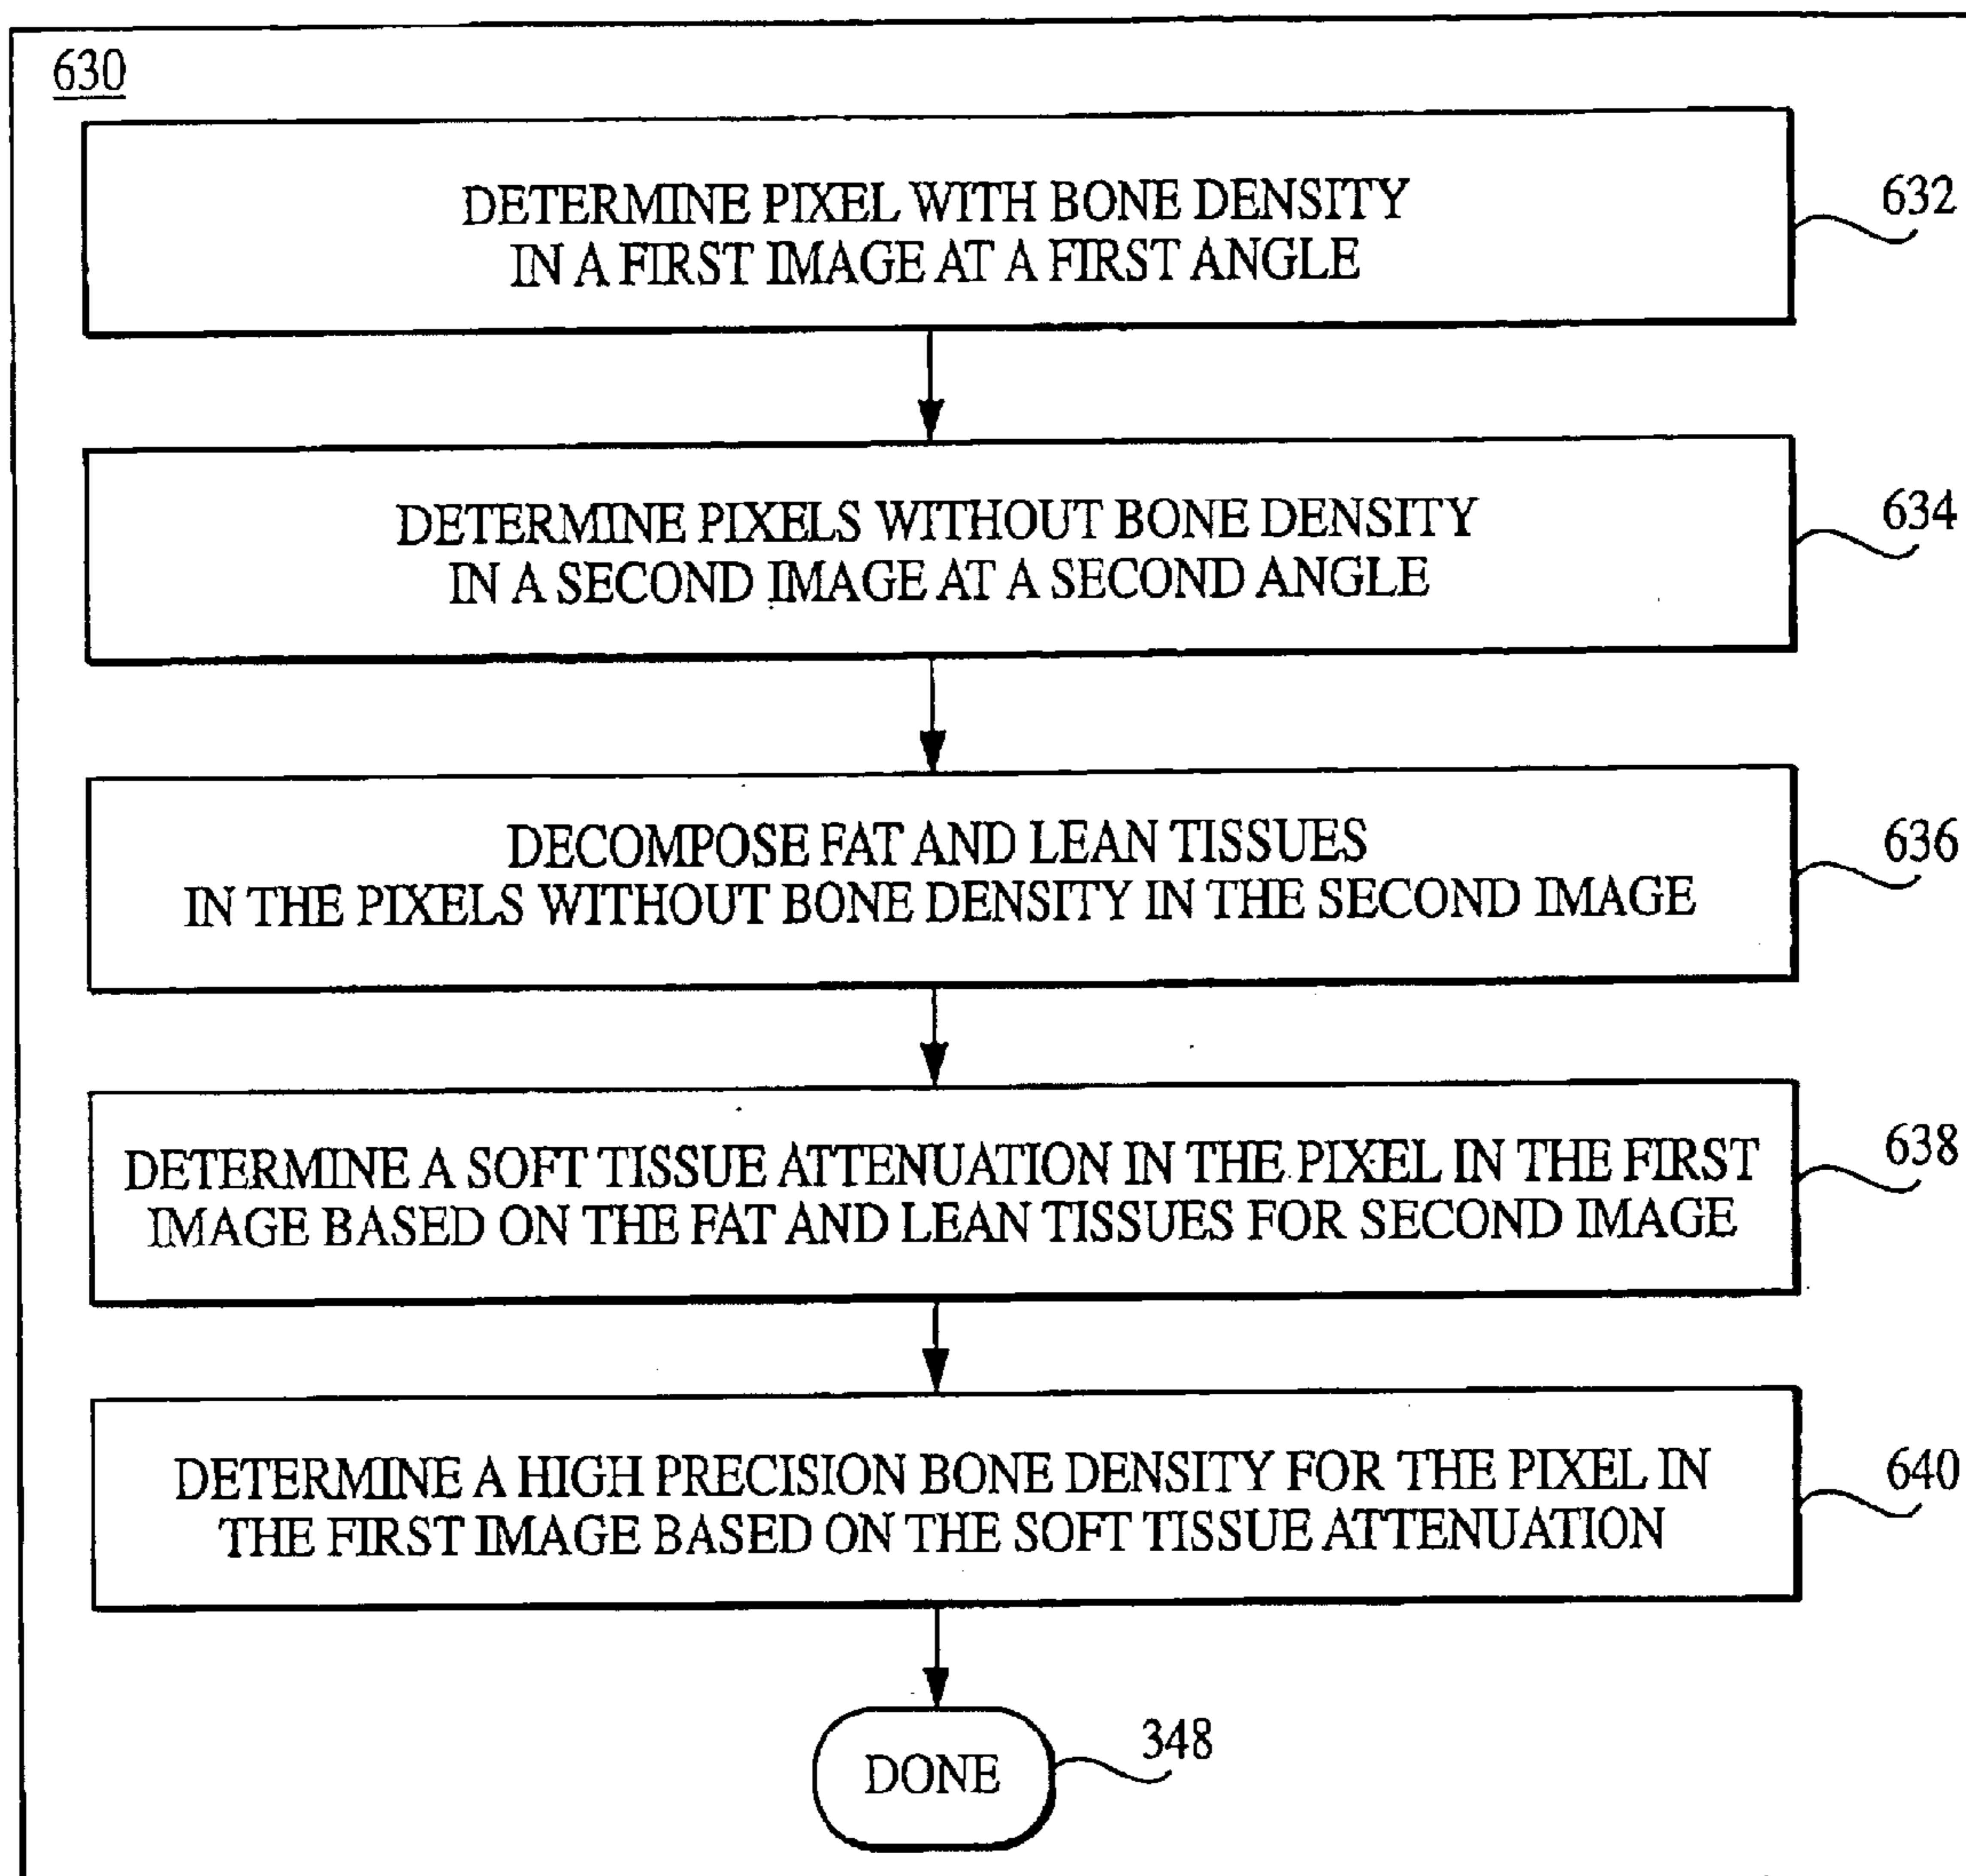 630
DETERMINE PIXEL WITH BONE DENSITY
IN A FIRST IMAGE AT A FIRST ANGLE
632
DETERMINE PIXELS WITHOUT BONE DENSITY
IN A SECOND IMAGE AT A SECOND ANGLE
634
DECOMPOSE FAT AND LEAN TISSUES
IN THE PIXELS WITHOUT BONE DENSITY IN THE SECOND IMAGE
636
DETERMINE A SOFT TISSUE ATTENUATION IN THE PIXEL IN THE FIRST
IMAGE BASED ON THE FAT AND LEAN TISSUES FOR SECOND IMAGE
638
DETERMINE A HIGH PRECISION BONE DENSITY FOR THE PIXEL IN
THE FIRST IMAGE BASED ON THE SOFT TISSUE ATTENUATION
640
DONE
348